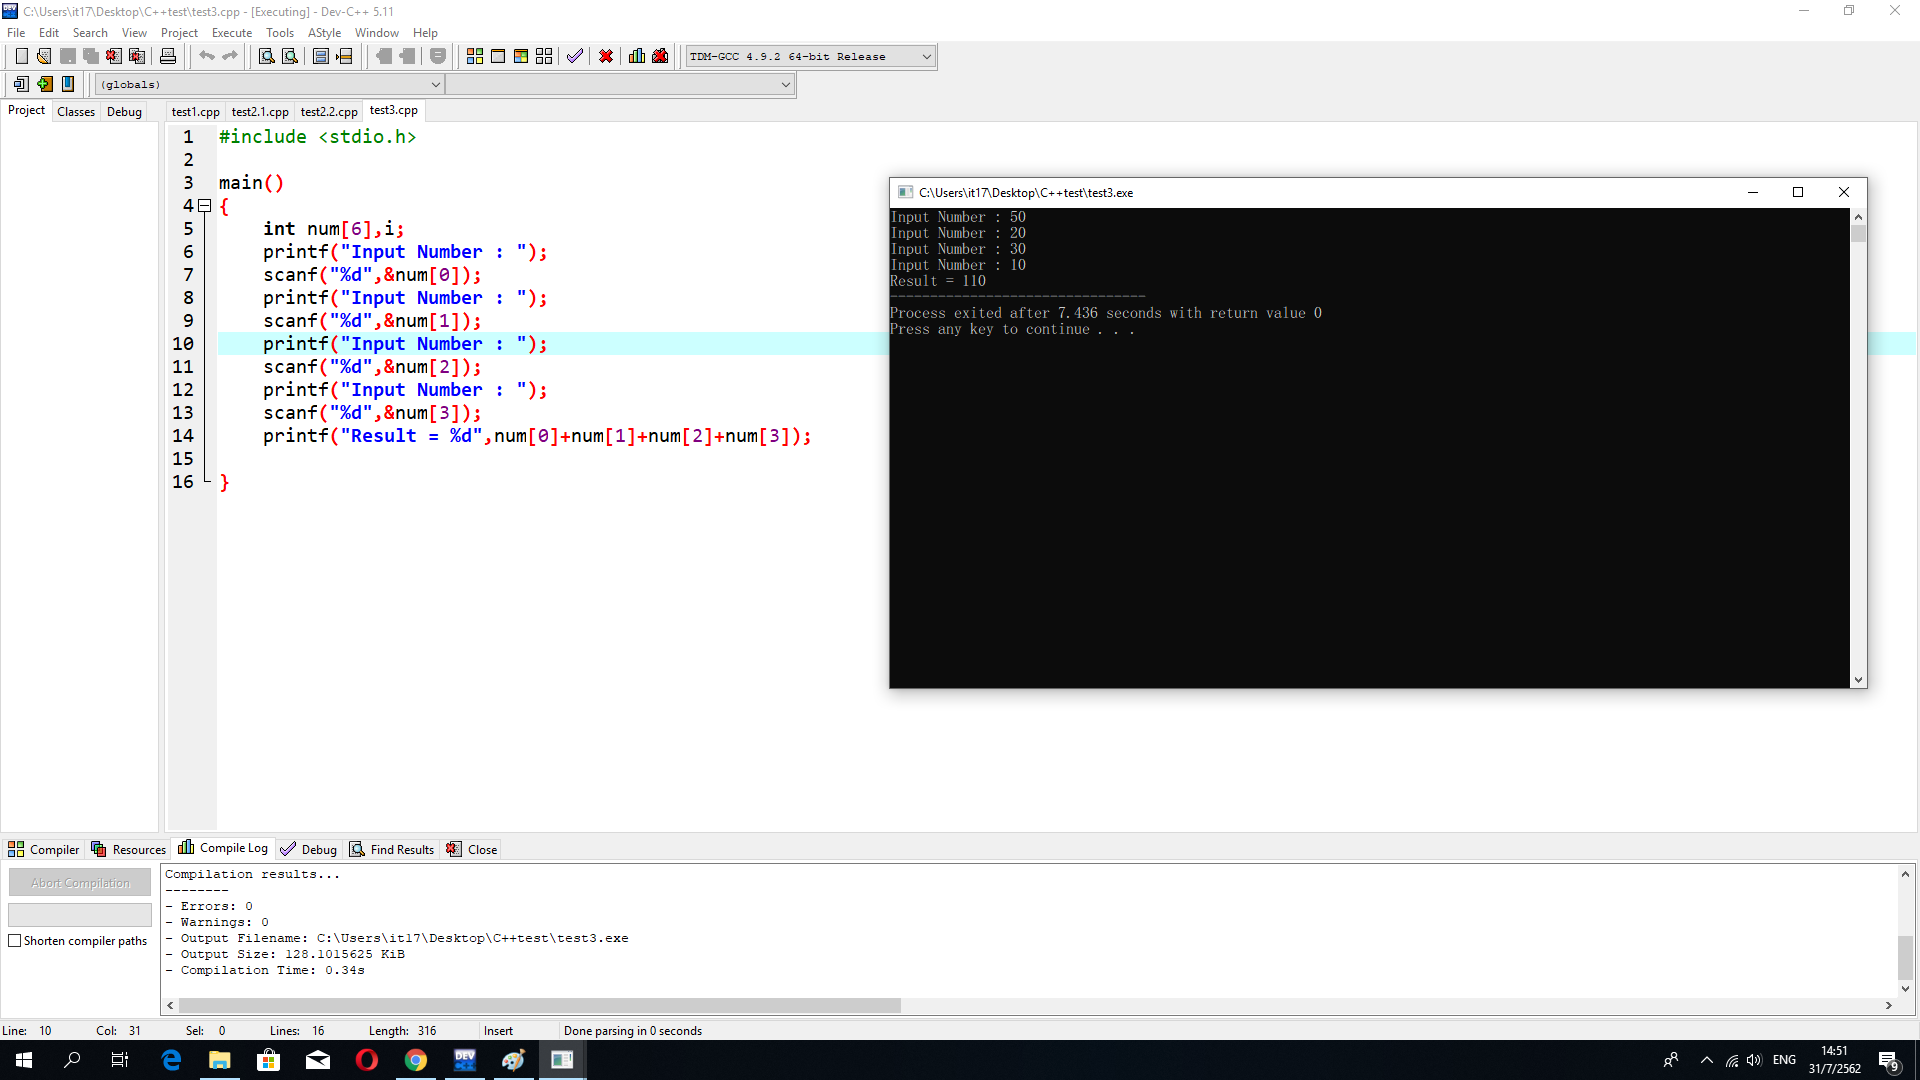 C:\Users\it17\Desktop\C++test\test3.cpp - [Executing] - Dev-C++ 5.11
File Edit Search View Project Execute Tools AStyle Window Help
TDM-GCC 4.9.2 64-bit Release
(globals)
Project Classes Debug
test1.cpp test2.1.cpp test2.2.cpp test3.cpp
1 #include <stdio.h>
2
3 main()
4 {
5 int num[6],i;
6 printf("Input Number : ");
7 scanf("%d",&num[0]);
8 printf("Input Number : ");
9 scanf("%d",&num[1]);
10 printf("Input Number : ");
11 scanf("%d",&num[2]);
12 printf("Input Number : ");
13 scanf("%d",&num[3]);
14 printf("Result = %d",num[0]+num[1]+num[2]+num[3]);
15
16 }
C:\Users\it17\Desktop\C++test\test3.exe
Input Number : 50
Input Number : 20
Input Number : 30
Input Number : 10
Result = 110
--------------------------------
Process exited after 7.436 seconds with return value 0
Press any key to continue . . .
Compiler Resources Compile Log Debug Find Results Close
Abort Compilation
Shorten compiler paths
Compilation results...
--------
- Errors: 0
- Warnings: 0
- Output Filename: C:\Users\it17\Desktop\C++test\test3.exe
- Output Size: 128.1015625 KiB
- Compilation Time: 0.34s
Line: 10 Col: 31 Sel: 0 Lines: 16 Length: 316 Insert Done parsing in 0 seconds
DEV C++
ENG
14:51
31/7/2562
9